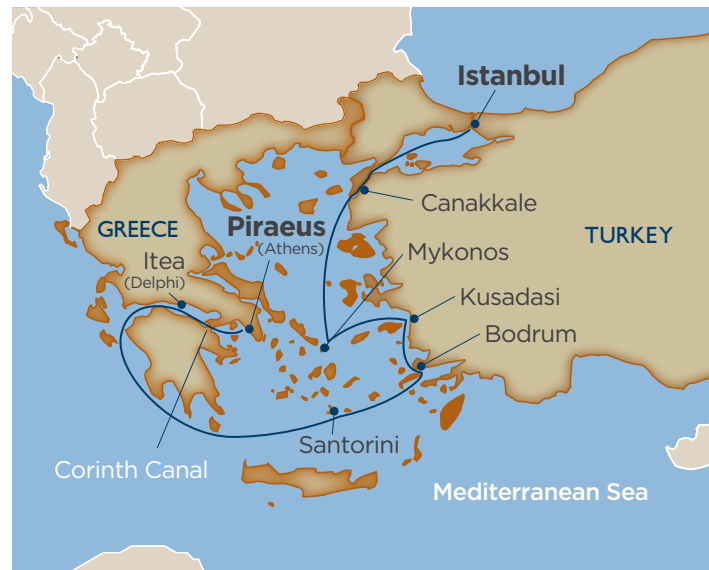 Istanbul
Canakkale
GREECE
Piraeus
(Athens)
TURKEY
Mykonos
Itea
(Delphi)
Kusadasi
Bodrum
Santorini
Corinth Canal
Mediterranean Sea